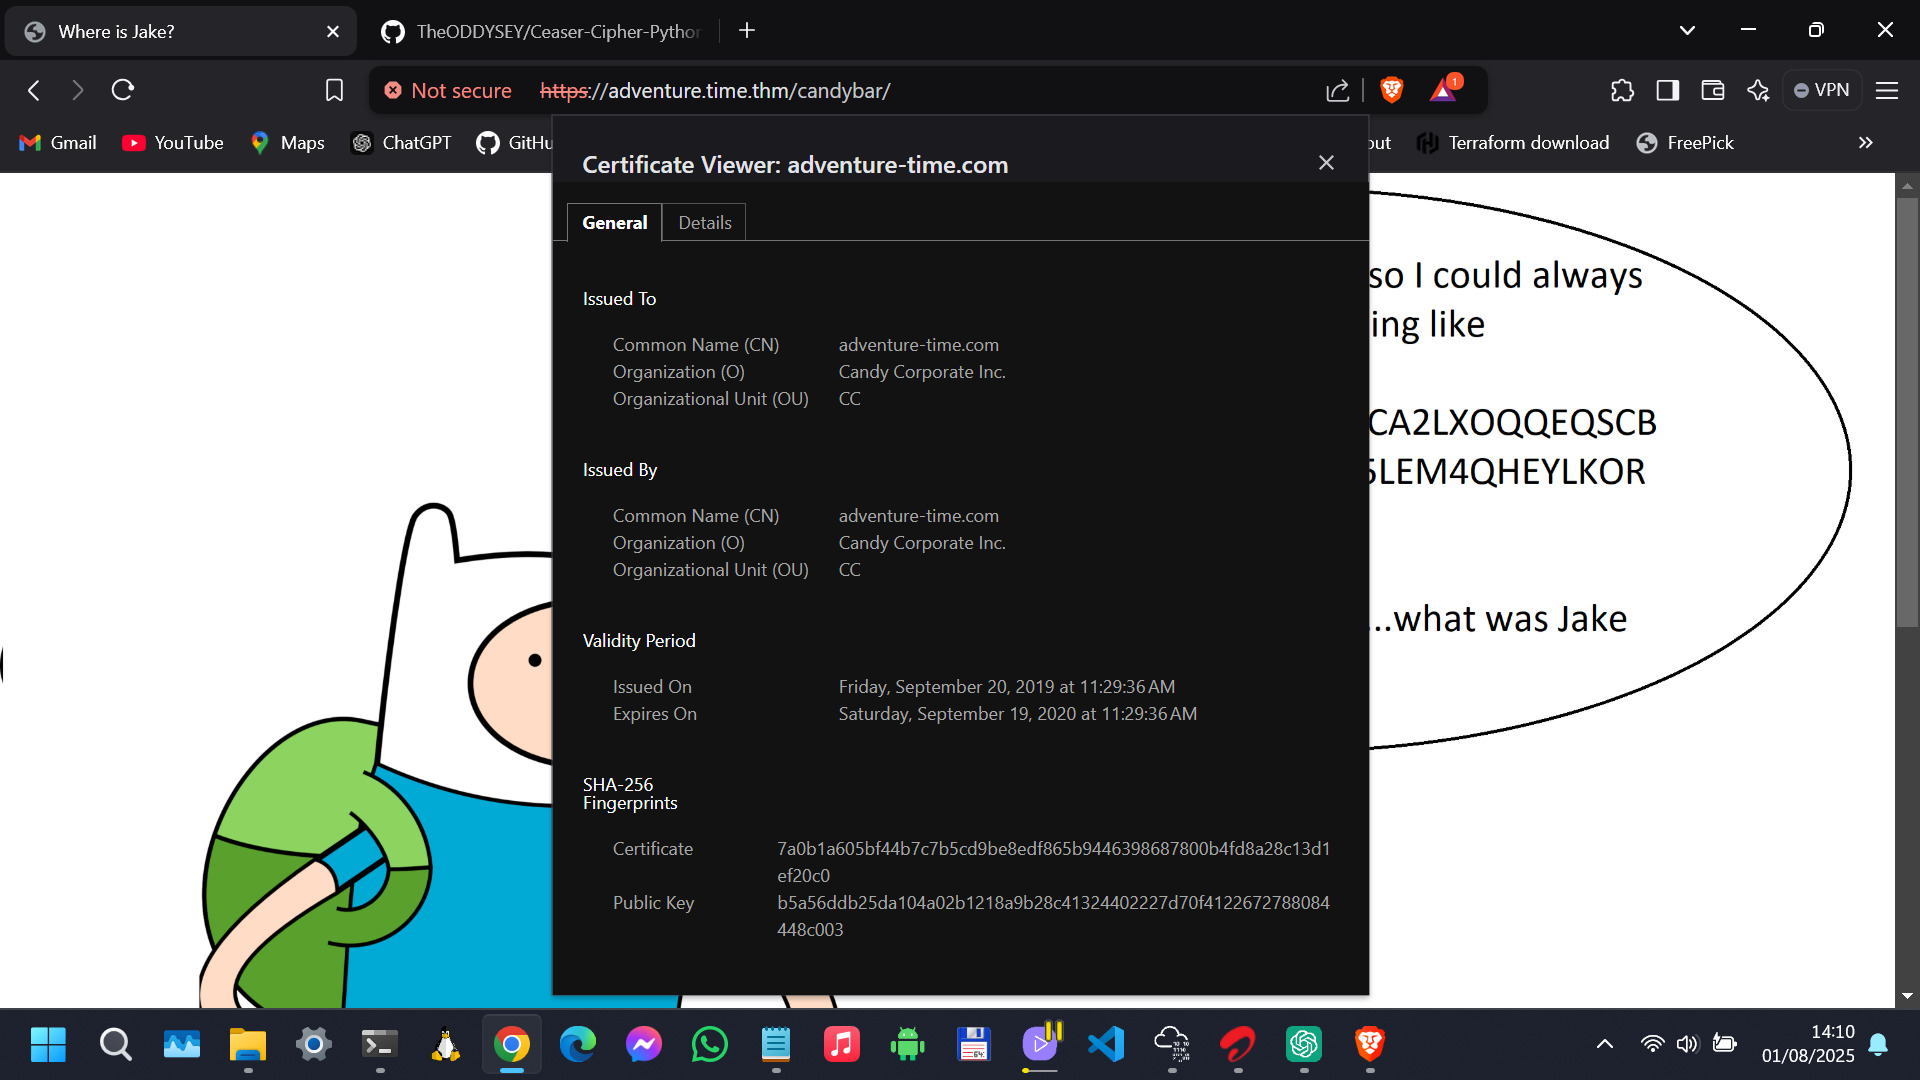 Where is Jake?
TheODDYSEY/Ceaser-Cipher-Python
Not secure https://adventure.time.thm/candybar/
1
VPN
Gmail YouTube Maps ChatGPT GitHu out Terraform download FreePick
Certificate Viewer: adventure-time.com
General Details
Issued To
Common Name (CN) adventure-time.com
Organization (O) Candy Corporate Inc.
Organizational Unit (OU) CC
Issued By
Common Name (CN) adventure-time.com
Organization (O) Candy Corporate Inc.
Organizational Unit (OU) CC
Validity Period
Issued On Friday, September 20, 2019 at 11:29:36 AM
Expires On Saturday, September 19, 2020 at 11:29:36 AM
SHA-256
Fingerprints
Certificate 7a0b1a605bf44b7c7b5cd9be8edf865b9446398687800b4fd8a28c13d1
ef20c0
Public Key b5a56ddb25da104a02b1218a9b28c41324402227d70f4122672788084
448c003
so I could always
ing like
CA2LXOQQEQSCB
5LEM4QHEYLKOR
...what was Jake
64
14:10
01/08/2025